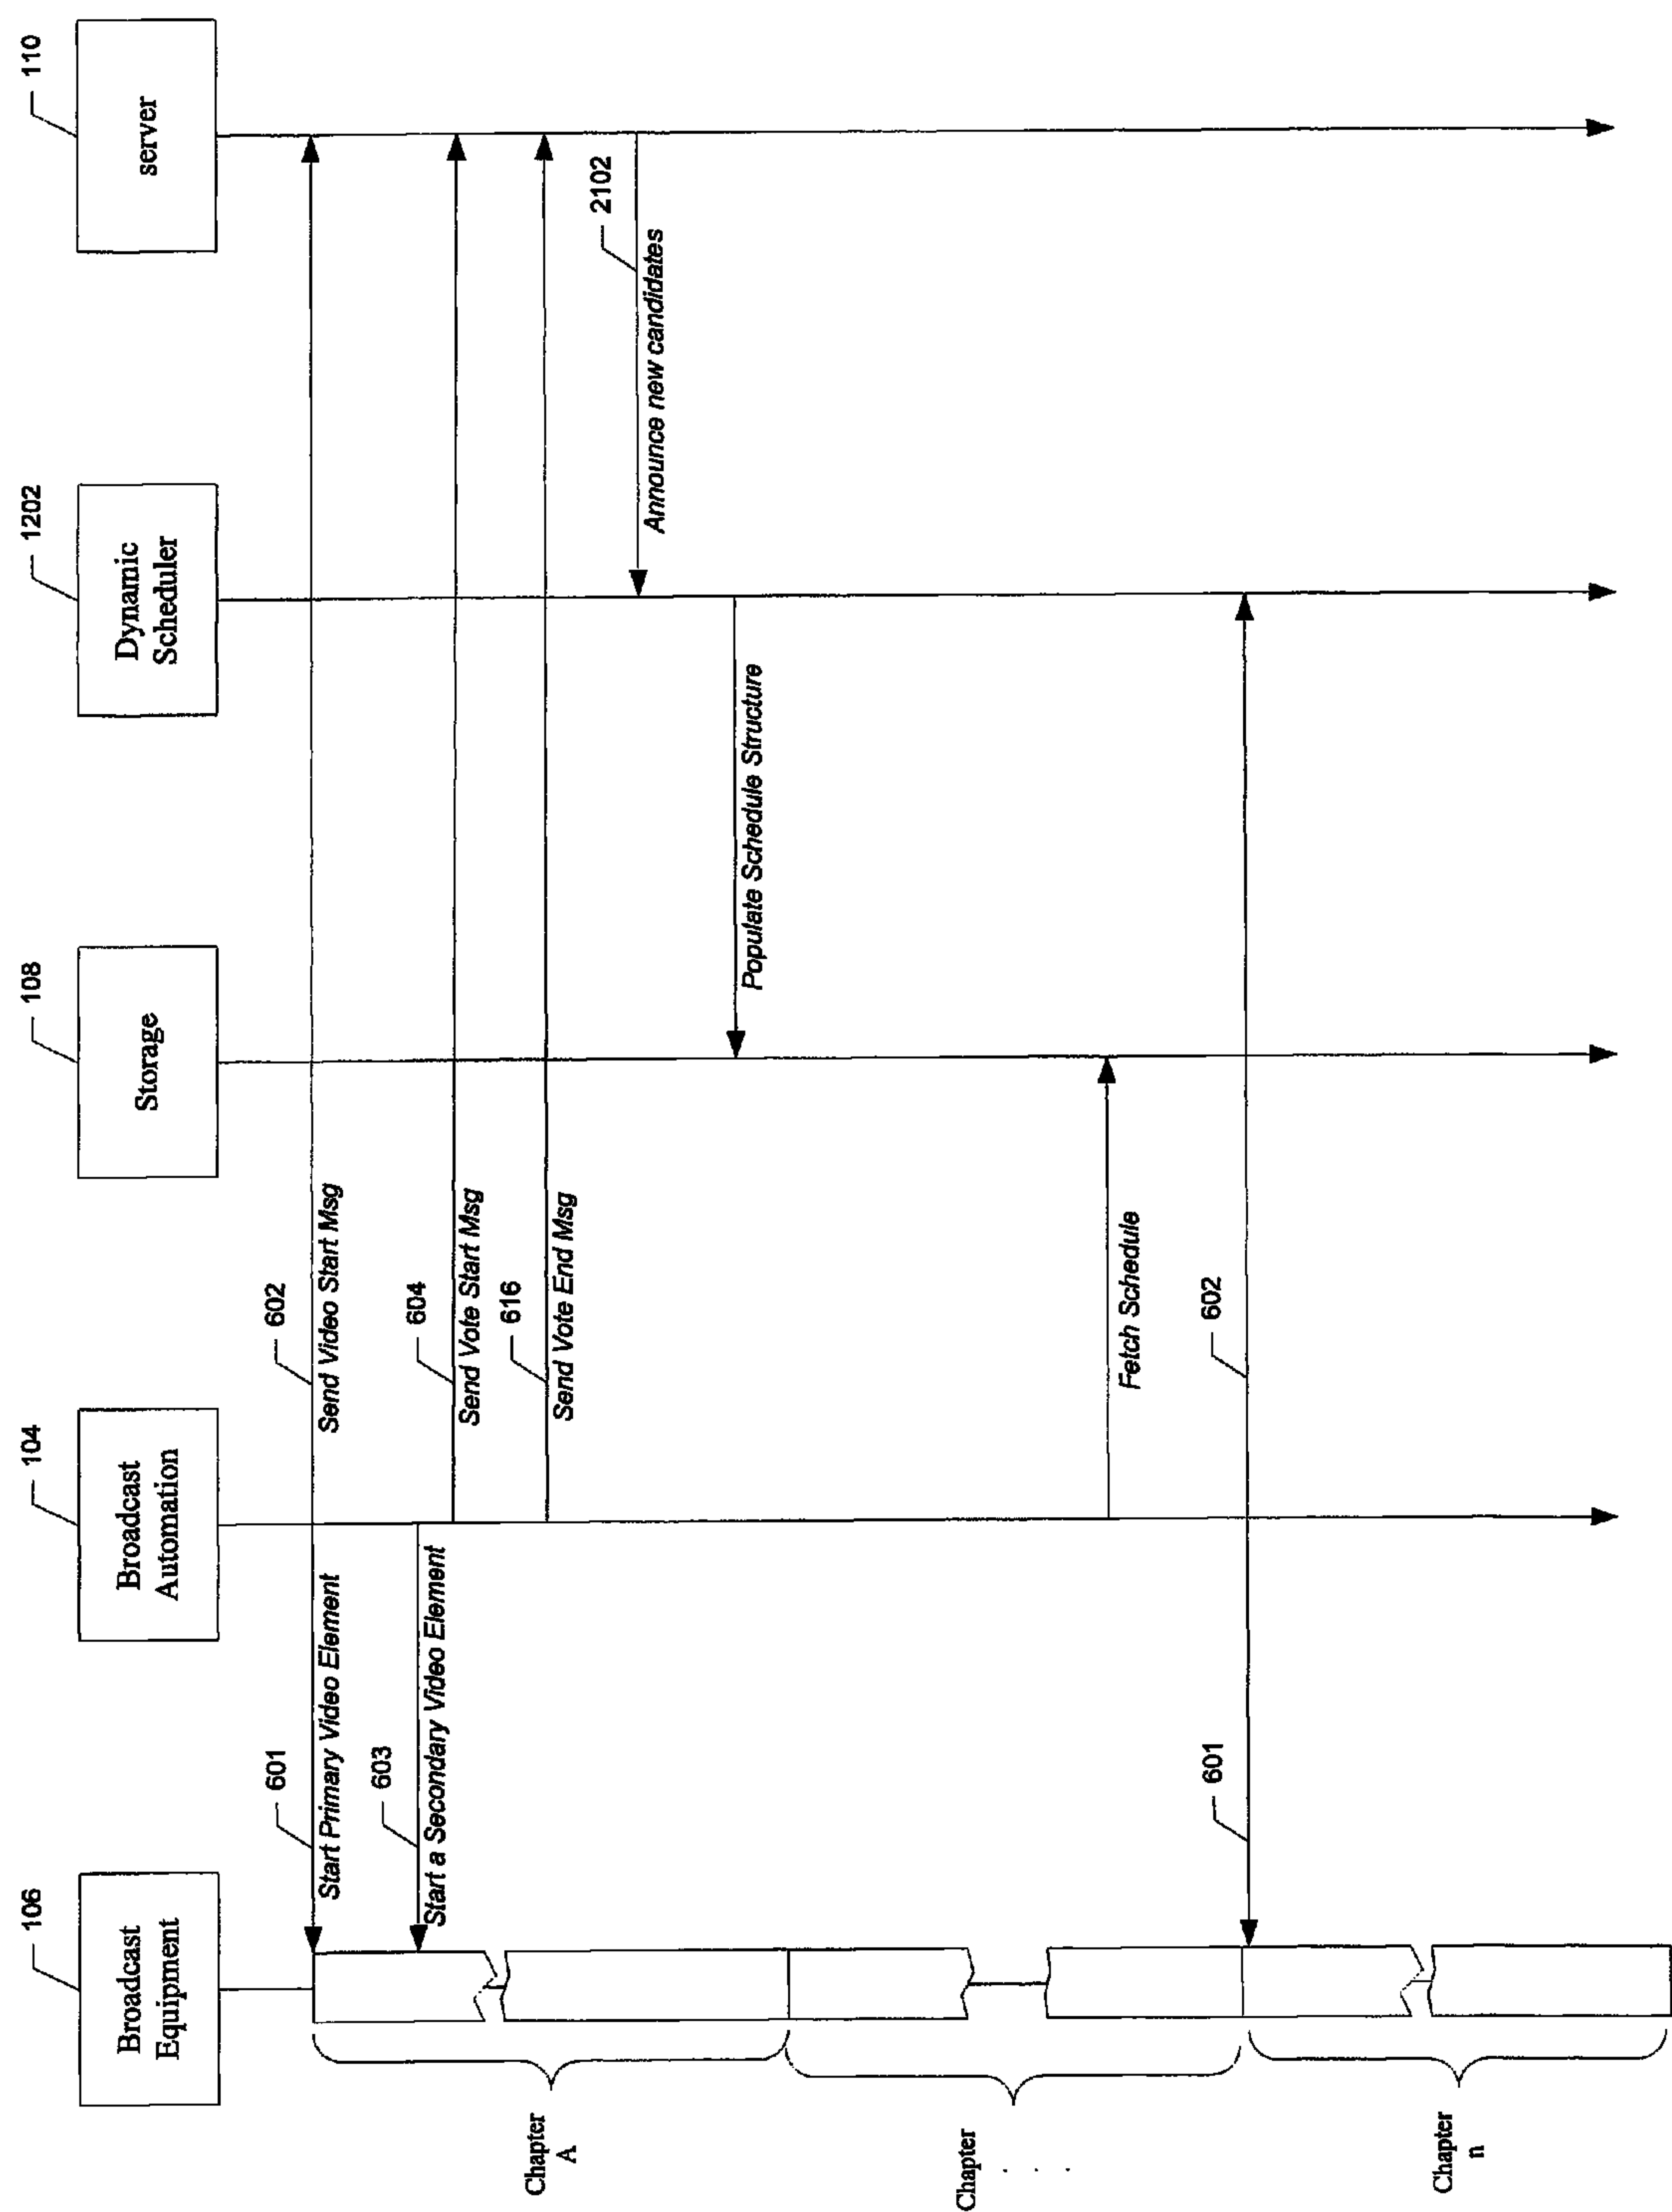 106
Broadcast
Equipment
104
Broadcast
Automation
108
Storage
1202
Dynamic
Scheduler
110
server
601
Start Primary Video Element
602
Send Video Start Msg
603
Start a Secondary Video Element
604
Send Vote Start Msg
616
Send Vote End Msg
2102
Announce new candidates
Populate Schedule Structure
Fetch Schedule
601
602
Chapter
A
Chapter
. . .
Chapter
n